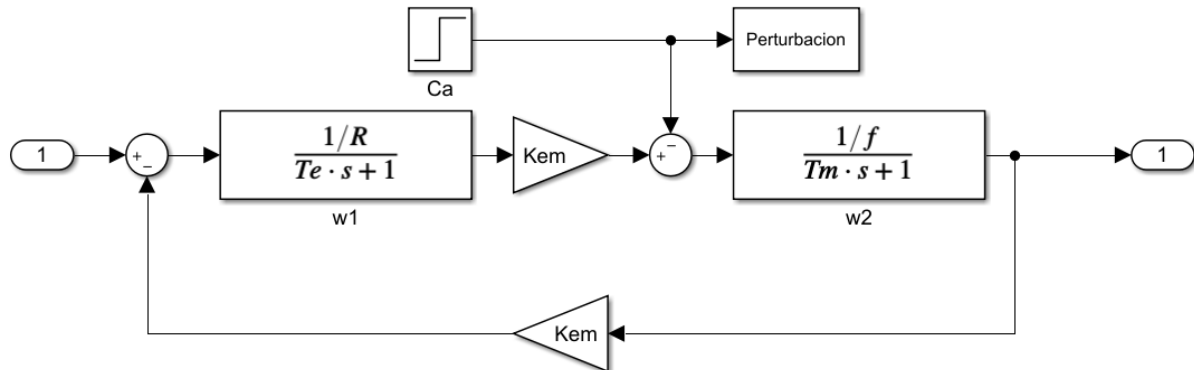 Ca
Perturbacion
1
+
−
1/R
Te · s + 1
w1
Kem
+
−
1/f
Tm · s + 1
w2
1
Kem